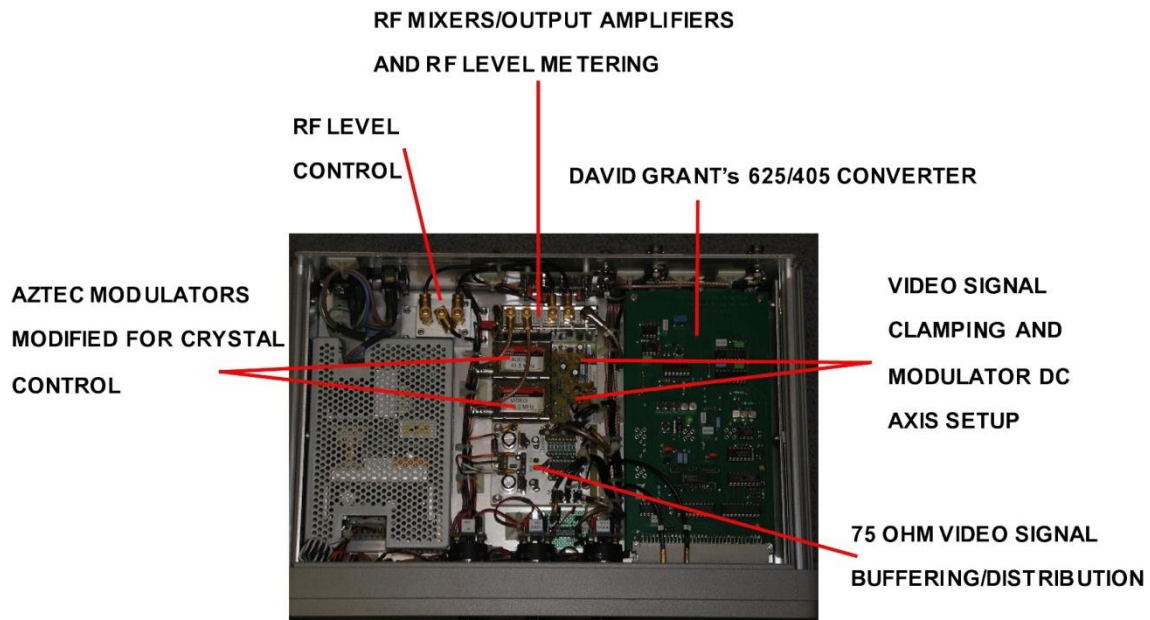 RF MIXERS/OUTPUT AMPLIFIERS
AND RF LEVEL METERING
RF LEVEL
CONTROL
DAVID GRANT's 625/405 CONVERTER
AZTEC MODULATORS
MODIFIED FOR CRYSTAL
CONTROL
VIDEO SIGNAL
CLAMPING AND
MODULATOR DC
AXIS SETUP
75 OHM VIDEO SIGNAL
BUFFERING/DISTRIBUTION
VIDEO